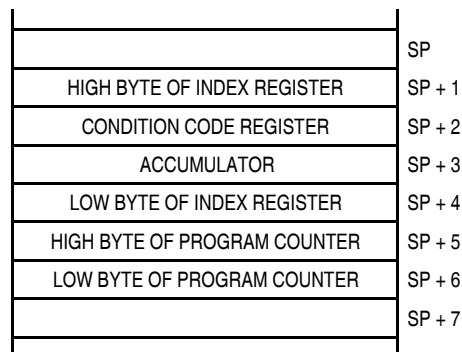 SP
HIGH BYTE OF INDEX REGISTER SP + 1
CONDITION CODE REGISTER SP + 2
ACCUMULATOR SP + 3
LOW BYTE OF INDEX REGISTER SP + 4
HIGH BYTE OF PROGRAM COUNTER SP + 5
LOW BYTE OF PROGRAM COUNTER SP + 6
SP + 7